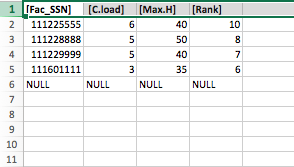 1 [Fac_SSN] [C.load] [Max.H] [Rank]
2 111225555 6 40 10
3 111228888 5 50 8
4 111229999 5 40 7
5 111601111 3 35 6
6 NULL NULL NULL NULL
7
8
9
10
11